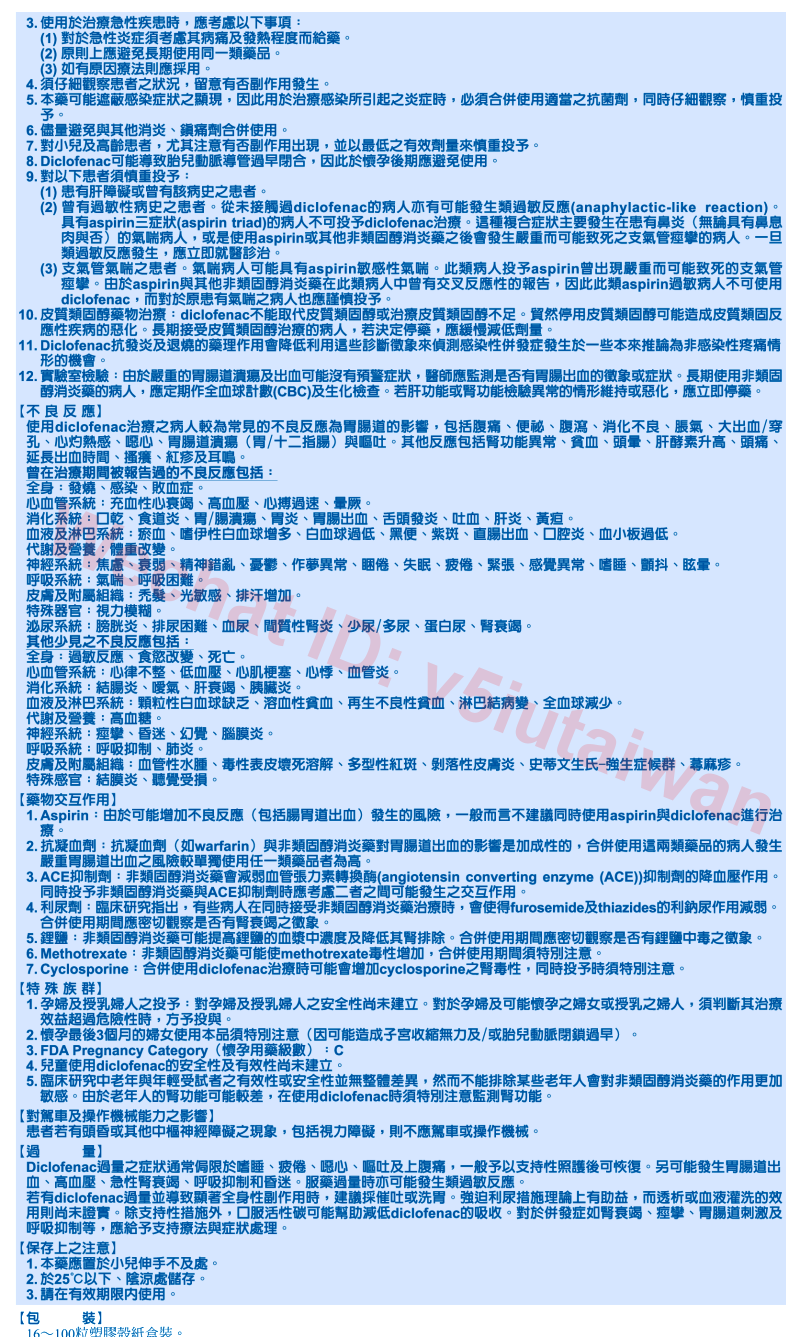 3. 使用於治療急性疾患時，應考慮以下事項：
(1) 對於急性炎症須考慮其病痛及發熱程度而給藥。
(2) 原則上應避免長期使用同一類藥品。
(3) 如有原因療法則應採用。
4. 須仔細觀察患者之狀況，留意有否副作用發生。
5. 本藥可能遮蔽感染症狀之顯現，因此用於治療感染所引起之炎症時，必須合併使用適當之抗菌劑，同時仔細觀察，慎重投
予。
6. 儘量避免與其他消炎、鎮痛劑合併使用。
7. 對小兒及高齡患者，尤其注意有否副作用出現，並以最低之有效劑量來慎重投予。
8. Diclofenac可能導致胎兒動脈導管過早閉合，因此於懷孕後期應避免使用。
9. 對以下患者須慎重投予：
(1) 患有肝障礙或曾有該病史之患者。
(2) 曾有過敏性病史之患者。從未接觸過diclofenac的病人亦有可能發生類過敏反應(anaphylactic-like reaction)。
具有aspirin三症狀(aspirin triad)的病人不可投予diclofenac治療。這種複合症狀主要發生在患有鼻炎（無論具有鼻息
肉與否）的氣喘病人，或是使用aspirin或其他非類固醇消炎藥之後會發生嚴重而可能致死之支氣管痙攣的病人。一旦
類過敏反應發生，應立即就醫診治。
(3) 支氣管氣喘之患者。氣喘病人可能具有aspirin敏感性氣喘。此類病人投予aspirin曾出現嚴重而可能致死的支氣管
痙攣。由於aspirin與其他非類固醇消炎藥在此類病人中曾有交叉反應性的報告，因此此類aspirin過敏病人不可使用
diclofenac，而對於原患有氣喘之病人也應謹慎投予。
10. 皮質類固醇藥物治療：diclofenac不能取代皮質類固醇或治療皮質類固醇不足。貿然停用皮質類固醇可能造成皮質類固反
應性疾病的惡化。長期接受皮質類固醇治療的病人，若決定停藥，應緩慢減低劑量。
11. Diclofenac抗發炎及退燒的藥理作用會降低利用這些診斷徵象來偵測感染性併發症發生於一些本來推論為非感染性疼痛情
形的機會。
12. 實驗室檢驗：由於嚴重的胃腸道潰瘍及出血可能沒有預警症狀，醫師應監測是否有胃腸出血的徵象或症狀。長期使用非類固
醇消炎藥的病人，應定期作全血球計數(CBC)及生化檢查。若肝功能或腎功能檢驗異常的情形維持或惡化，應立即停藥。
【不 良 反 應】
使用diclofenac治療之病人較為常見的不良反應為胃腸道的影響，包括腹痛、便祕、腹瀉、消化不良、脹氣、大出血/穿
孔、心灼熱感、噁心、胃腸道潰瘍（胃/十二指腸）與嘔吐。其他反應包括腎功能異常、貧血、頭暈、肝酵素升高、頭痛、
延長出血時間、搔癢、紅疹及耳鳴。
曾在治療期間被報告過的不良反應包括：
全身：發燒、感染、敗血症。
心血管系統：充血性心衰竭、高血壓、心搏過速、暈厥。
消化系統：口乾、食道炎、胃/腸潰瘍、胃炎、胃腸出血、舌頭發炎、吐血、肝炎、黃疸。
血液及淋巴系統：瘀血、嗜伊性白血球增多、白血球過低、黑便、紫斑、直腸出血、口腔炎、血小板過低。
代謝及營養：體重改變。
神經系統：焦慮、衰弱、精神錯亂、憂鬱、作夢異常、睏倦、失眠、疲倦、緊張、感覺異常、嗜睡、顫抖、眩暈。
呼吸系統：氣喘、呼吸困難。
皮膚及附屬組織：禿髮、光敏感、排汗增加。
特殊器官：視力模糊。
泌尿系統：膀胱炎、排尿困難、血尿、間質性腎炎、少尿/多尿、蛋白尿、腎衰竭。
其他少見之不良反應包括：
全身：過敏反應、食慾改變、死亡。
心血管系統：心律不整、低血壓、心肌梗塞、心悸、血管炎。
消化系統：結腸炎、噯氣、肝衰竭、胰臟炎。
血液及淋巴系統：顆粒性白血球缺乏、溶血性貧血、再生不良性貧血、淋巴結病變、全血球減少。
代謝及營養：高血糖。
神經系統：痙攣、昏迷、幻覺、腦膜炎。
呼吸系統：呼吸抑制、肺炎。
皮膚及附屬組織：血管性水腫、毒性表皮壞死溶解、多型性紅斑、剝落性皮膚炎、史蒂文生氏-強生症候群、蕁麻疹。
特殊感官：結膜炎、聽覺受損。
【藥物交互作用】
1. Aspirin：由於可能增加不良反應（包括腸胃道出血）發生的風險，一般而言不建議同時使用aspirin與diclofenac進行治
療。
2. 抗凝血劑：抗凝血劑（如warfarin）與非類固醇消炎藥對胃腸道出血的影響是加成性的，合併使用這兩類藥品的病人發生
嚴重胃腸道出血之風險較單獨使用任一類藥品者為高。
3. ACE抑制劑：非類固醇消炎藥會減弱血管張力素轉換酶(angiotensin converting enzyme (ACE))抑制劑的降血壓作用。
同時投予非類固醇消炎藥與ACE抑制劑時應考慮二者之間可能發生之交互作用。
4. 利尿劑：臨床研究指出，有些病人在同時接受非類固醇消炎藥治療時，會使得furosemide及thiazides的利鈉尿作用減弱。
合併使用期間應密切觀察是否有腎衰竭之徵象。
5. 鋰鹽：非類固醇消炎藥可能提高鋰鹽的血漿中濃度及降低其腎排除。合併使用期間應密切觀察是否有鋰鹽中毒之徵象。
6. Methotrexate：非類固醇消炎藥可能使methotrexate毒性增加，合併使用期間須特別注意。
7. Cyclosporine：合併使用diclofenac治療時可能會增加cyclosporine之腎毒性，同時投予時須特別注意。
【特 殊 族 群】
1. 孕婦及授乳婦人之投予：對孕婦及授乳婦人之安全性尚未建立。對於孕婦及可能懷孕之婦女或授乳之婦人，須判斷其治療
效益超過危險性時，方予投與。
2. 懷孕最後3個月的婦女使用本品須特別注意（因可能造成子宮收縮無力及/或胎兒動脈閉鎖過早）。
3. FDA Pregnancy Category（懷孕用藥級數）：C
4. 兒童使用diclofenac的安全性及有效性尚未建立。
5. 臨床研究中老年與年輕受試者之有效性或安全性並無整體差異，然而不能排除某些老年人會對非類固醇消炎藥的作用更加
敏感。由於老年人的腎功能可能較差，在使用diclofenac時須特別注意監測腎功能。
【對駕車及操作機械能力之影響】
患者若有頭昏或其他中樞神經障礙之現象，包括視力障礙，則不應駕車或操作機械。
【過 量】
Diclofenac過量之症狀通常侷限於嗜睡、疲倦、噁心、嘔吐及上腹痛，一般予以支持性照護後可恢復。另可能發生胃腸道出
血、高血壓、急性腎衰竭、呼吸抑制和昏迷。服藥過量時亦可能發生類過敏反應。
若有diclofenac過量並導致顯著全身性副作用時，建議採催吐或洗胃。強迫利尿措施理論上有助益，而透析或血液灌洗的效
用則尚未證實。除支持性措施外，口服活性碳可能幫助減低diclofenac的吸收。對於併發症如腎衰竭、痙攣、胃腸道刺激及
呼吸抑制等，應給予支持療法與症狀處理。
【保存上之注意】
1. 本藥應置於小兒伸手不及處。
2. 於25℃以下、陰涼處儲存。
3. 請在有效期限内使用。
【包 裝】
16～100粒塑膠殼紙盒裝。
Wechat ID: v5iutaiwan